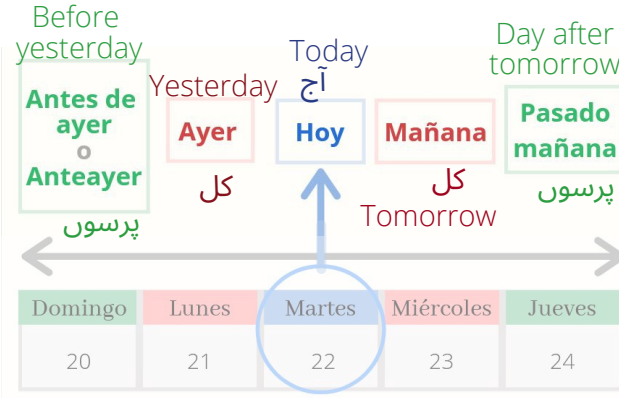 Before
yesterday
Antes de
ayer
o
Anteayer
پرسوں
Yesterday
Ayer
کل
Today
آج
Hoy
Mañana
کل
Tomorrow
Day after
tomorrow
Pasado
mañana
پرسوں
Domingo Lunes Martes Miércoles Jueves
20 21 22 23 24